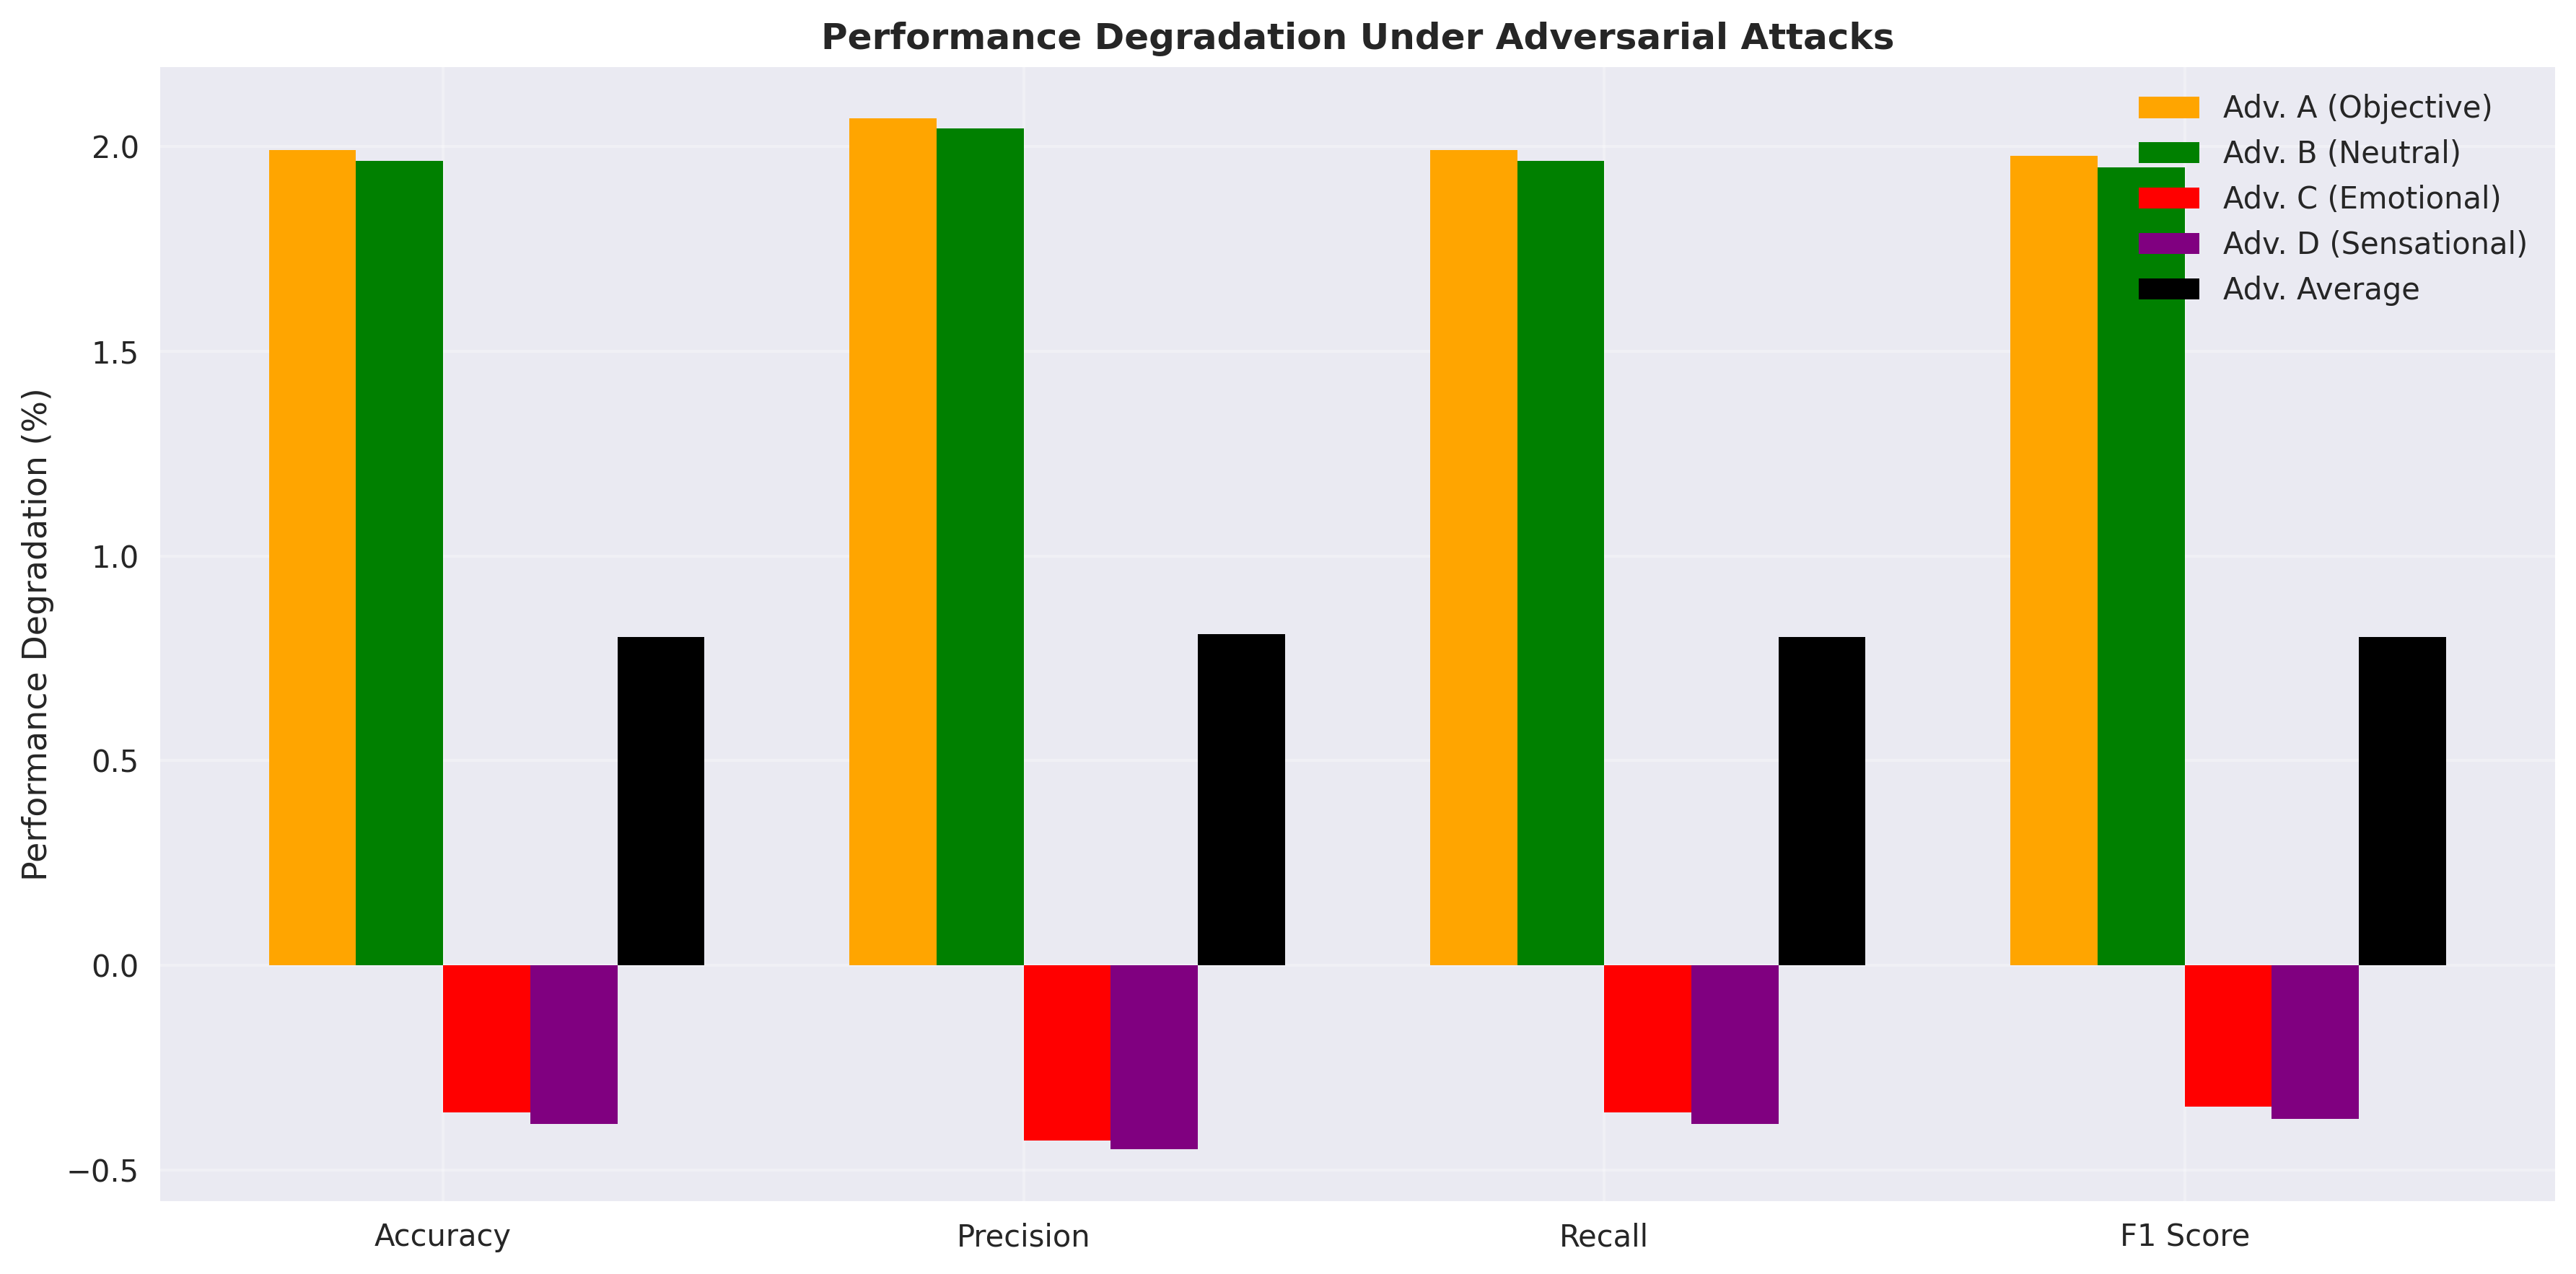 Performance Degradation Under Adversarial Attacks
Adv. A (Objective)
Adv. B (Neutral)
Adv. C (Emotional)
Adv. D (Sensational)
Adv. Average
Performance Degradation (%)
2.0
1.5
1.0
0.5
0.0
−0.5
Accuracy
Precision
Recall
F1 Score